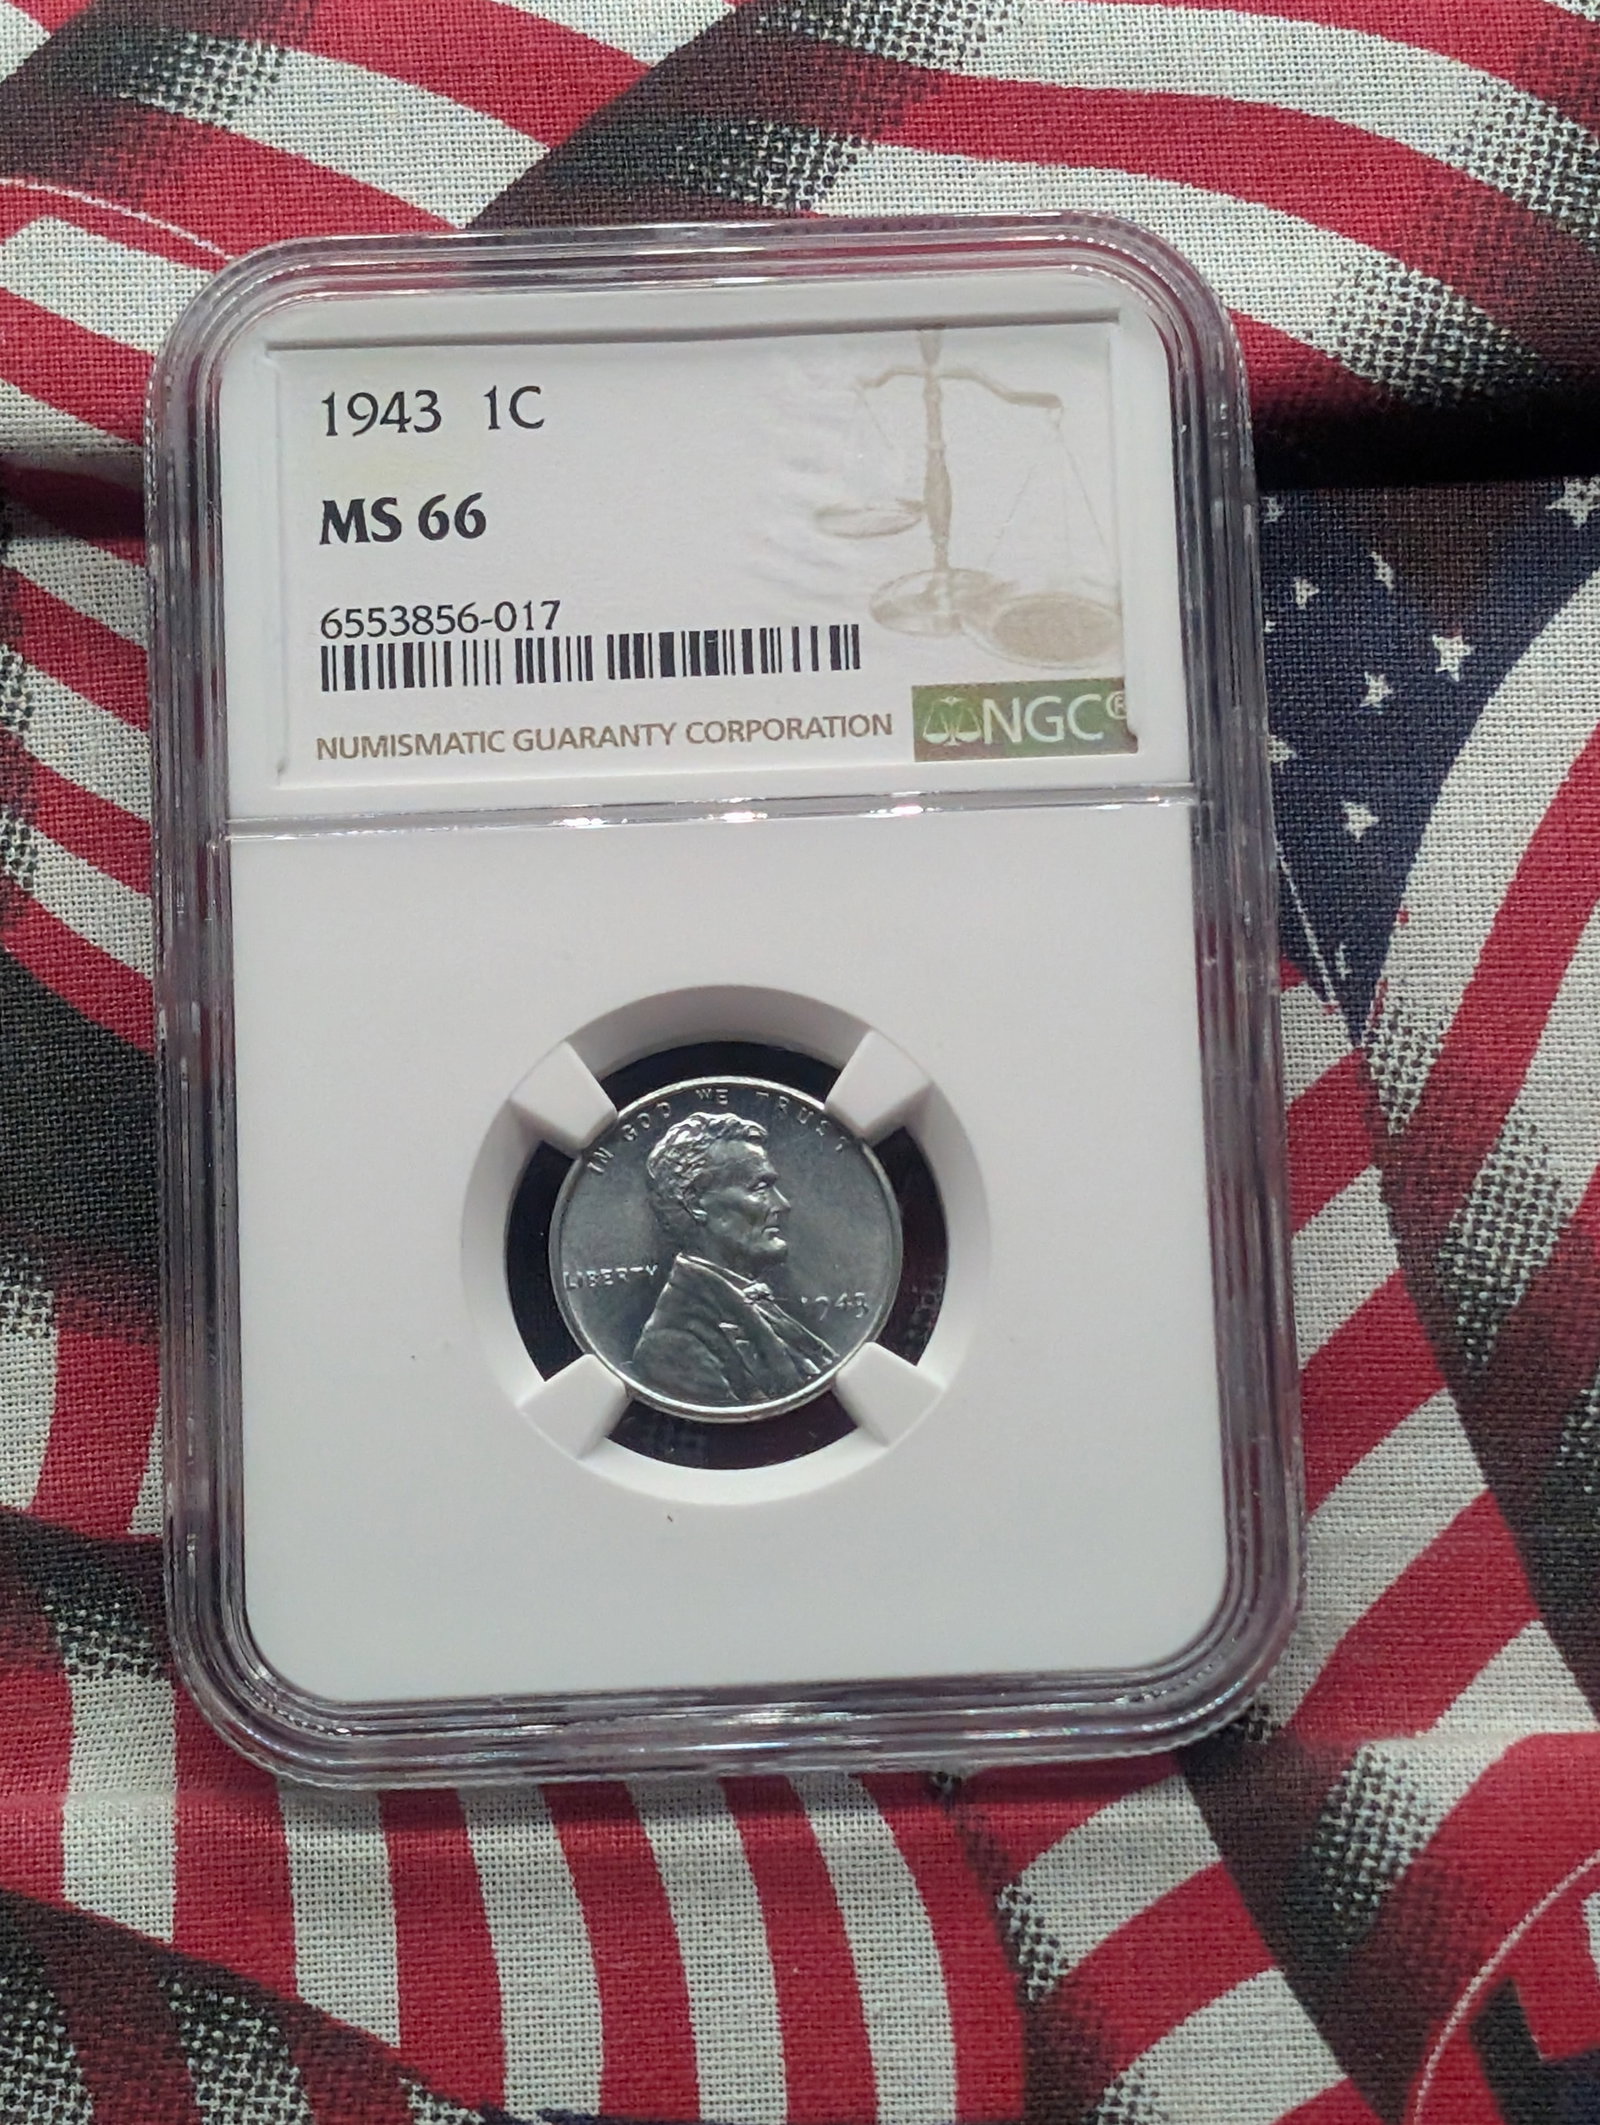 1943 1C
MS 66
6553856-017
NUMISMATIC GUARANTY CORPORATION NGC®
IN GOD WE TRUST
LIBERTY
1943